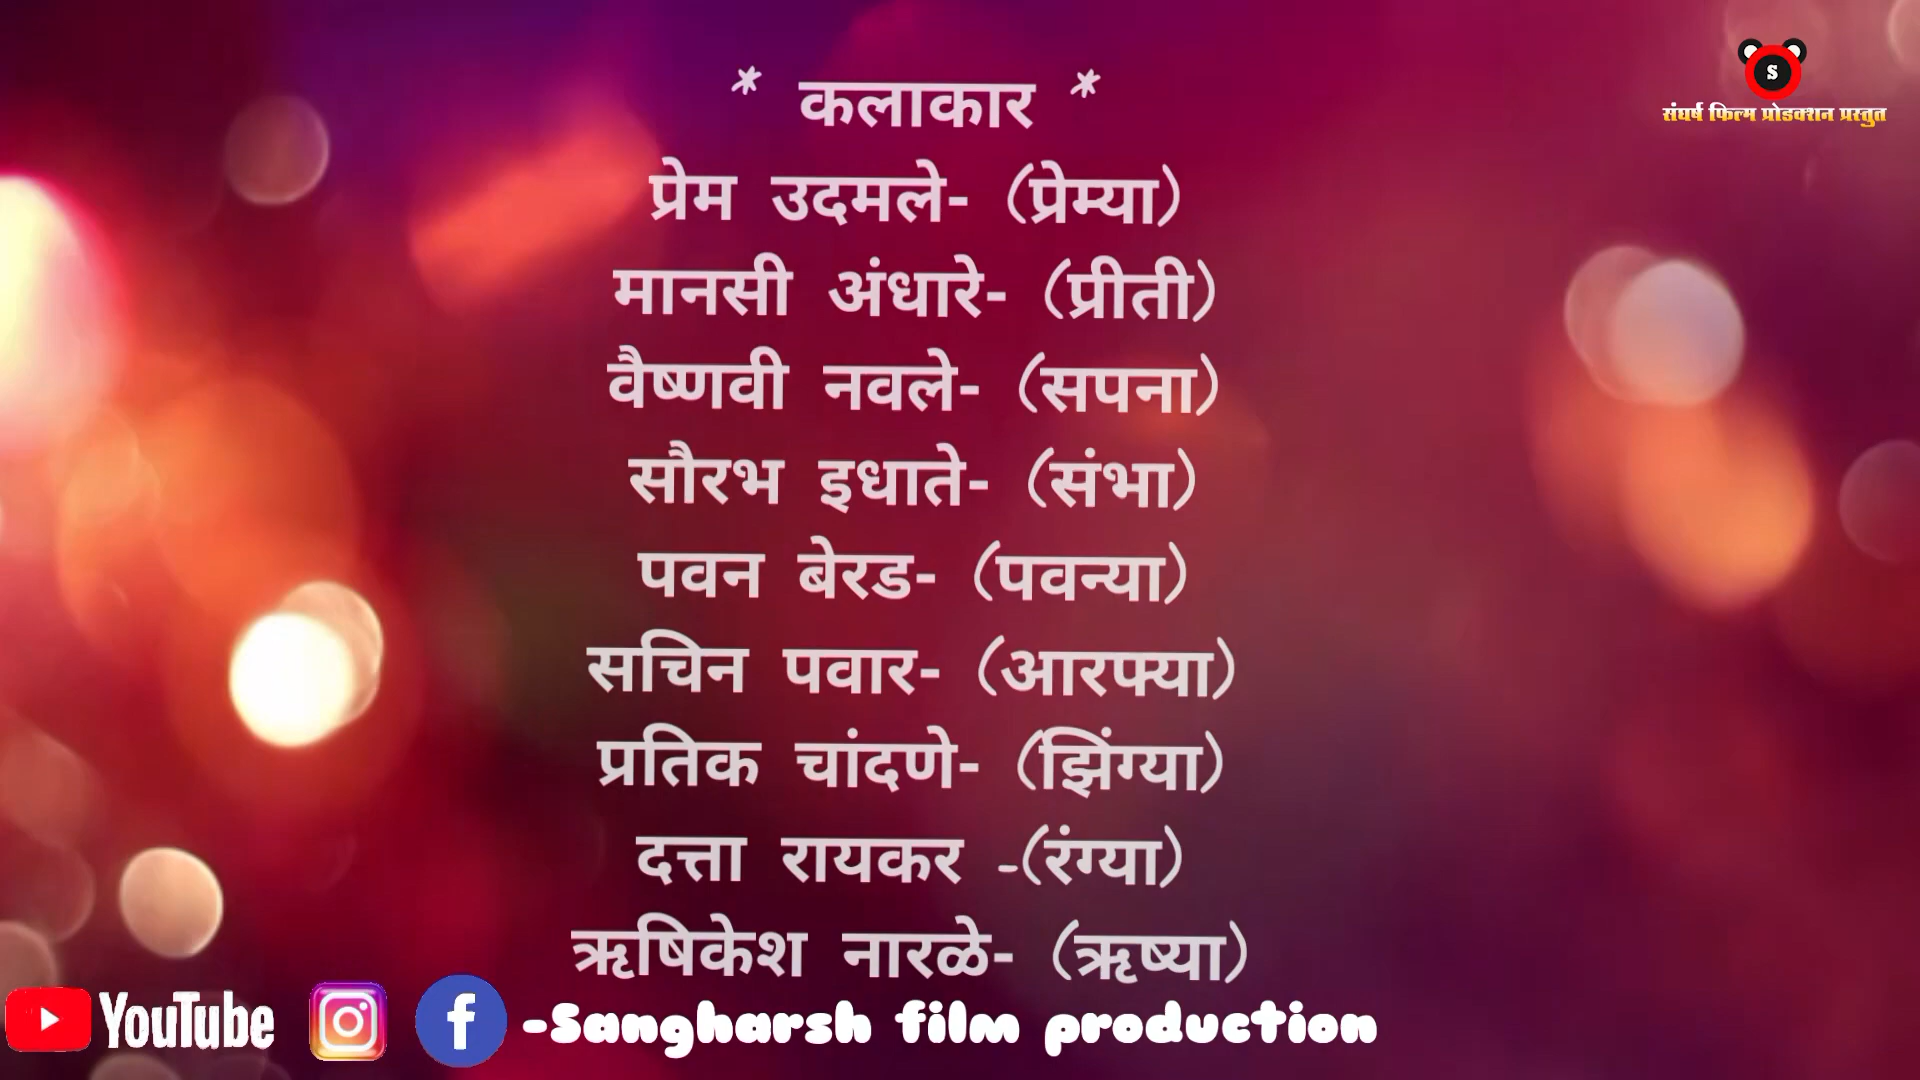 * कलाकार *
संघर्ष फिल्म प्रोडक्शन प्रस्तुत
S
प्रेम उदमले- (प्रेम्या)
मानसी अंधारे- (प्रीती)
वैष्णवी नवले- (सपना)
सौरभ इधाते- (संभा)
पवन बेरड- (पवन्या)
सचिन पवार- (आरफ्या)
प्रतिक चांदणे- (झिंग्या)
दत्ता रायकर -(रंग्या)
ऋषिकेश नारळे- (ऋष्या)
YouTube f -Sangharsh film production